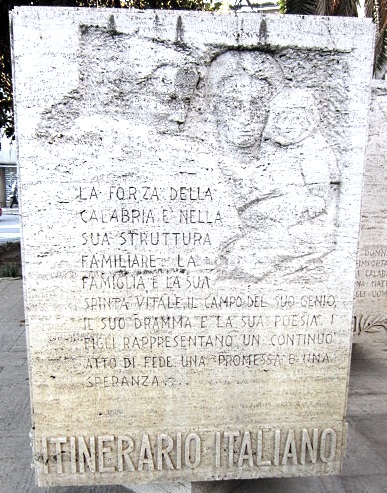 LA FORZA DELLA
CALABRIA E' NELLA
SUA STRUTTURA
FAMILIARE. LA
FAMIGLIA E' LA SUA
SPINTA VITALE, IL CAMPO DEL SUO GENIO,
IL SUO DRAMMA E LA SUA POESIA. I
FIGLI RAPPRESENTANO UN CONTINUO
ATTO DI FEDE UNA PROMESSA E UNA
SPERANZA....
ITINERARIO ITALIANO